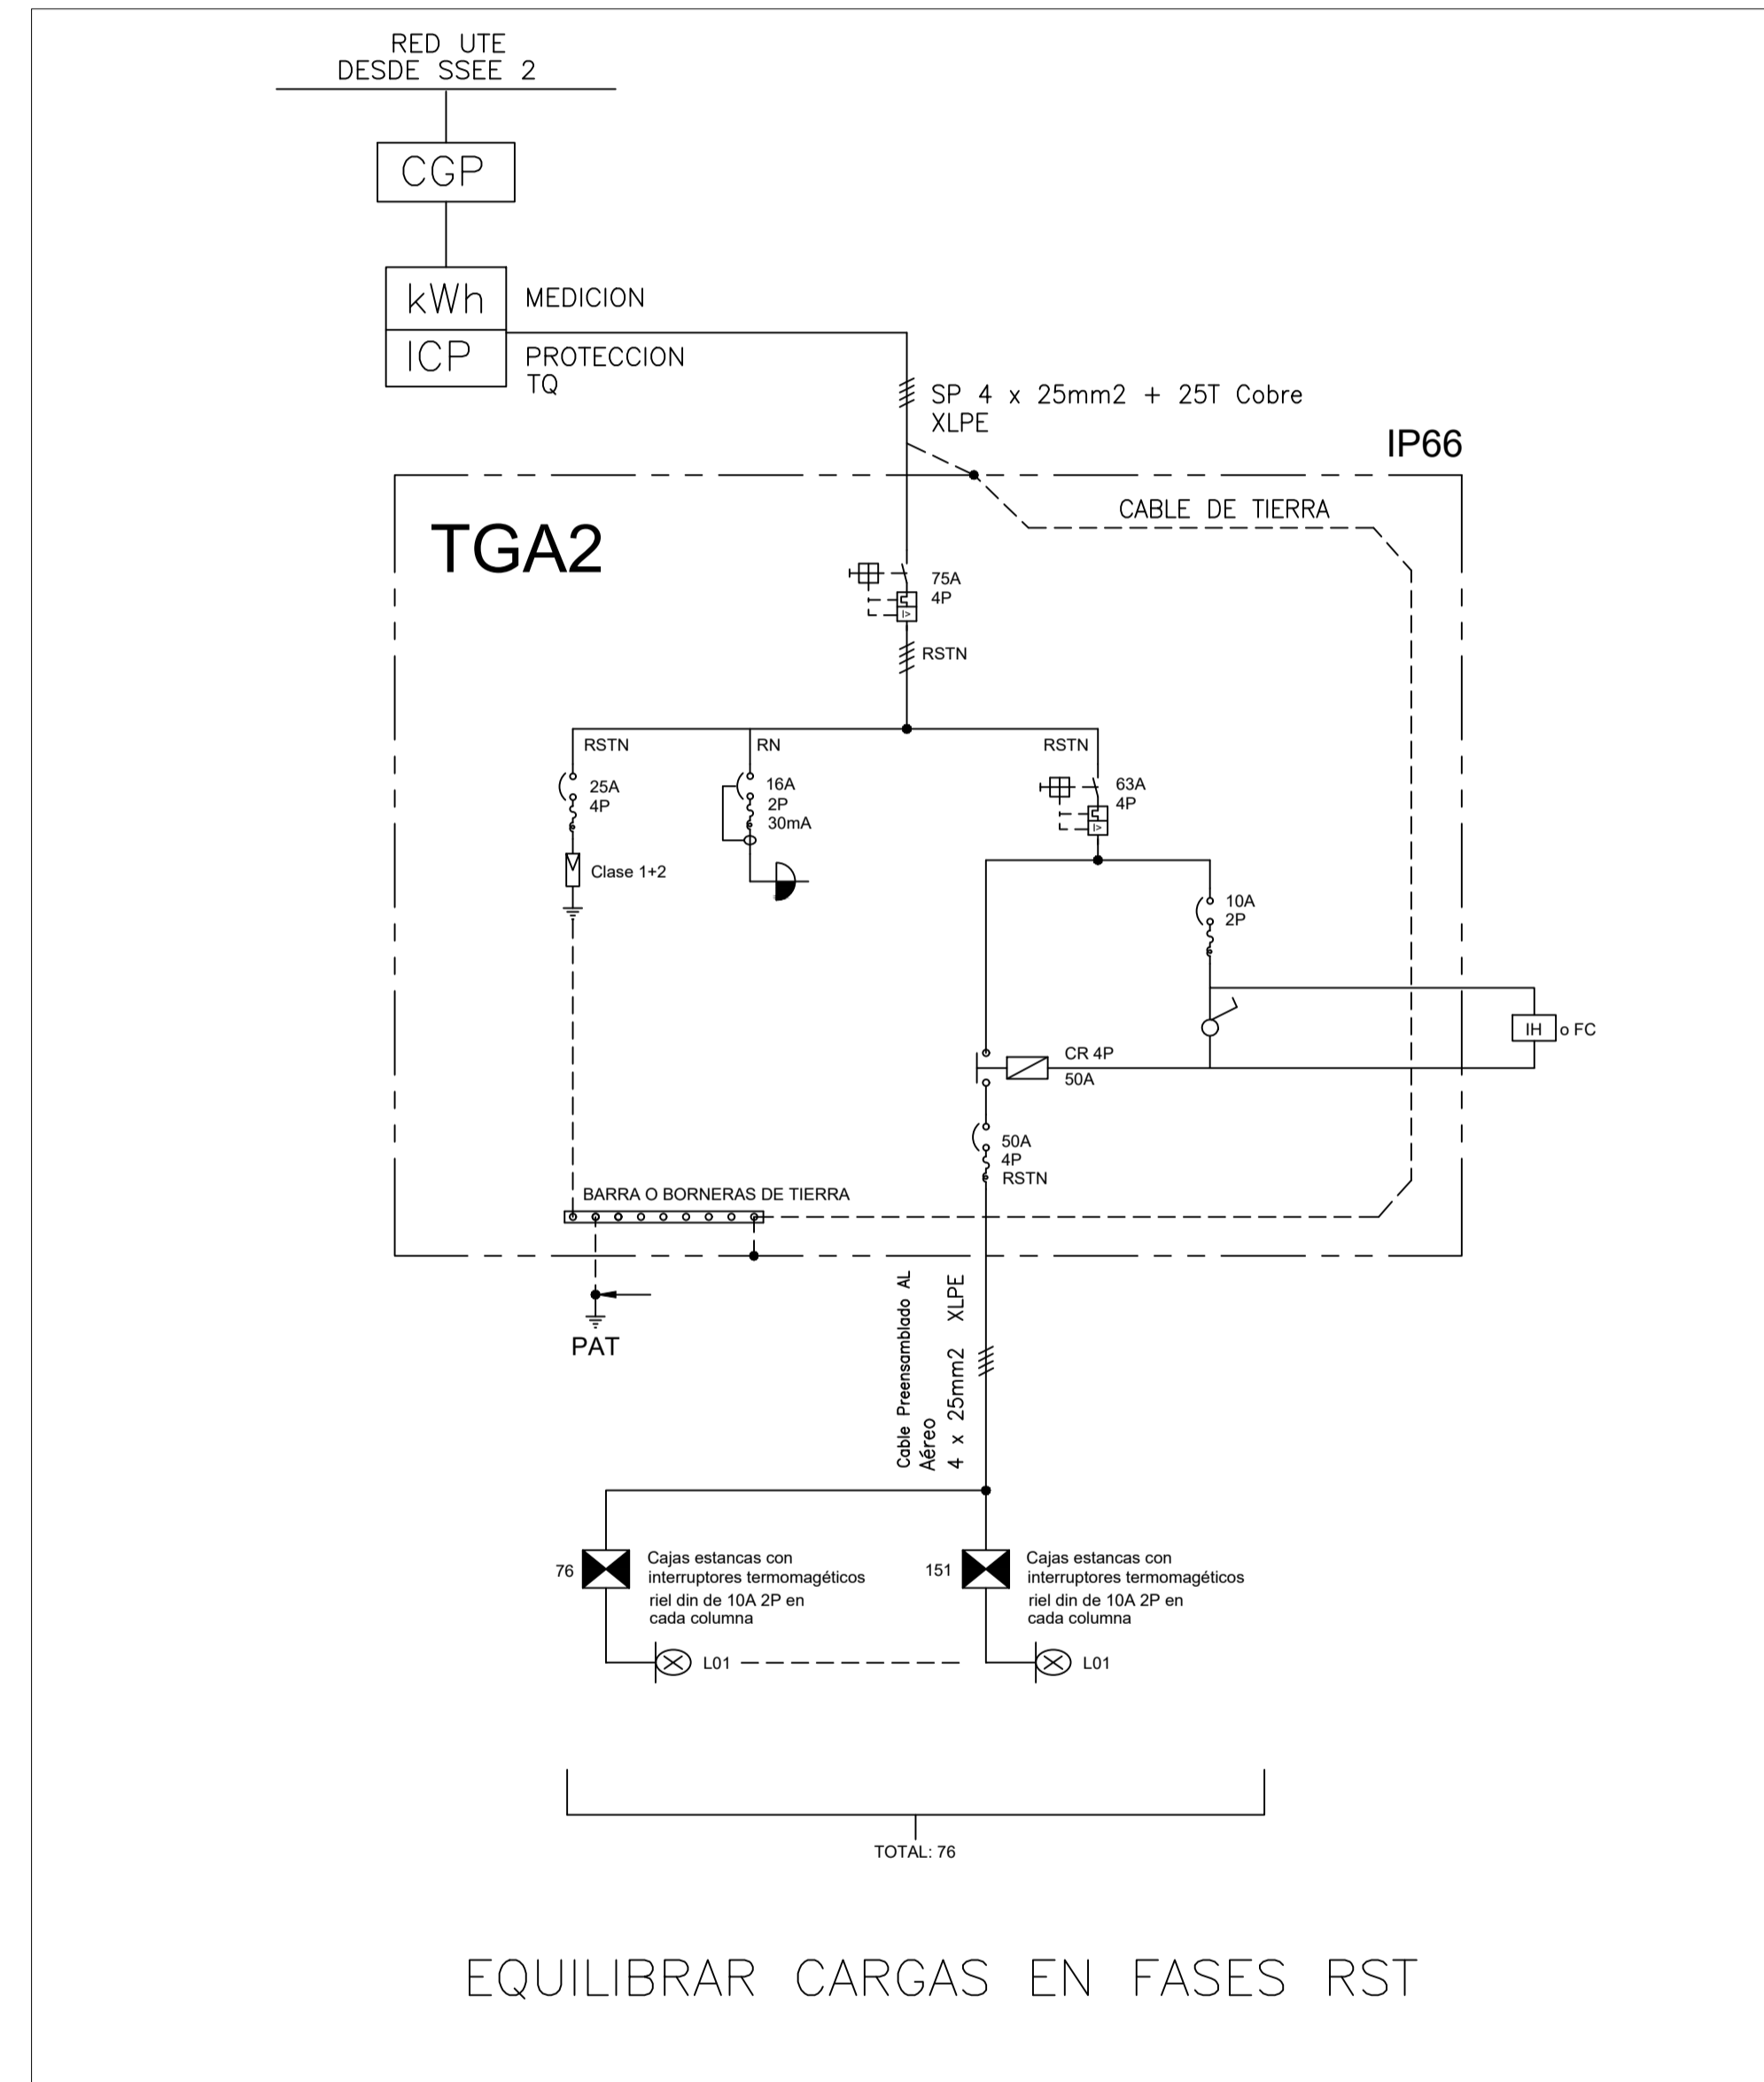 RED UTE
DESDE SSEE 2
CGP
kWh
MEDICION
ICP
PROTECCION
TQ
SP 4 x 25mm2 + 25T Cobre
XLPE
IP66
CABLE DE TIERRA
TGA2
75A
4P
I>
RSTN
RSTN
RN
RSTN
25A
4P
16A
2P
30mA
63A
4P
I>
Clase 1+2
10A
2P
IH
o FC
CR 4P
50A
50A
4P
RSTN
BARRA O BORNERAS DE TIERRA
PAT
Cable Preensamblado AL
Aéreo
4 x 25mm2 XLPE
76
Cajas estancas con
interruptores termomagéticos
riel din de 10A 2P en
cada columna
151
Cajas estancas con
interruptores termomagéticos
riel din de 10A 2P en
cada columna
L01
L01
TOTAL: 76
EQUILIBRAR CARGAS EN FASES RST